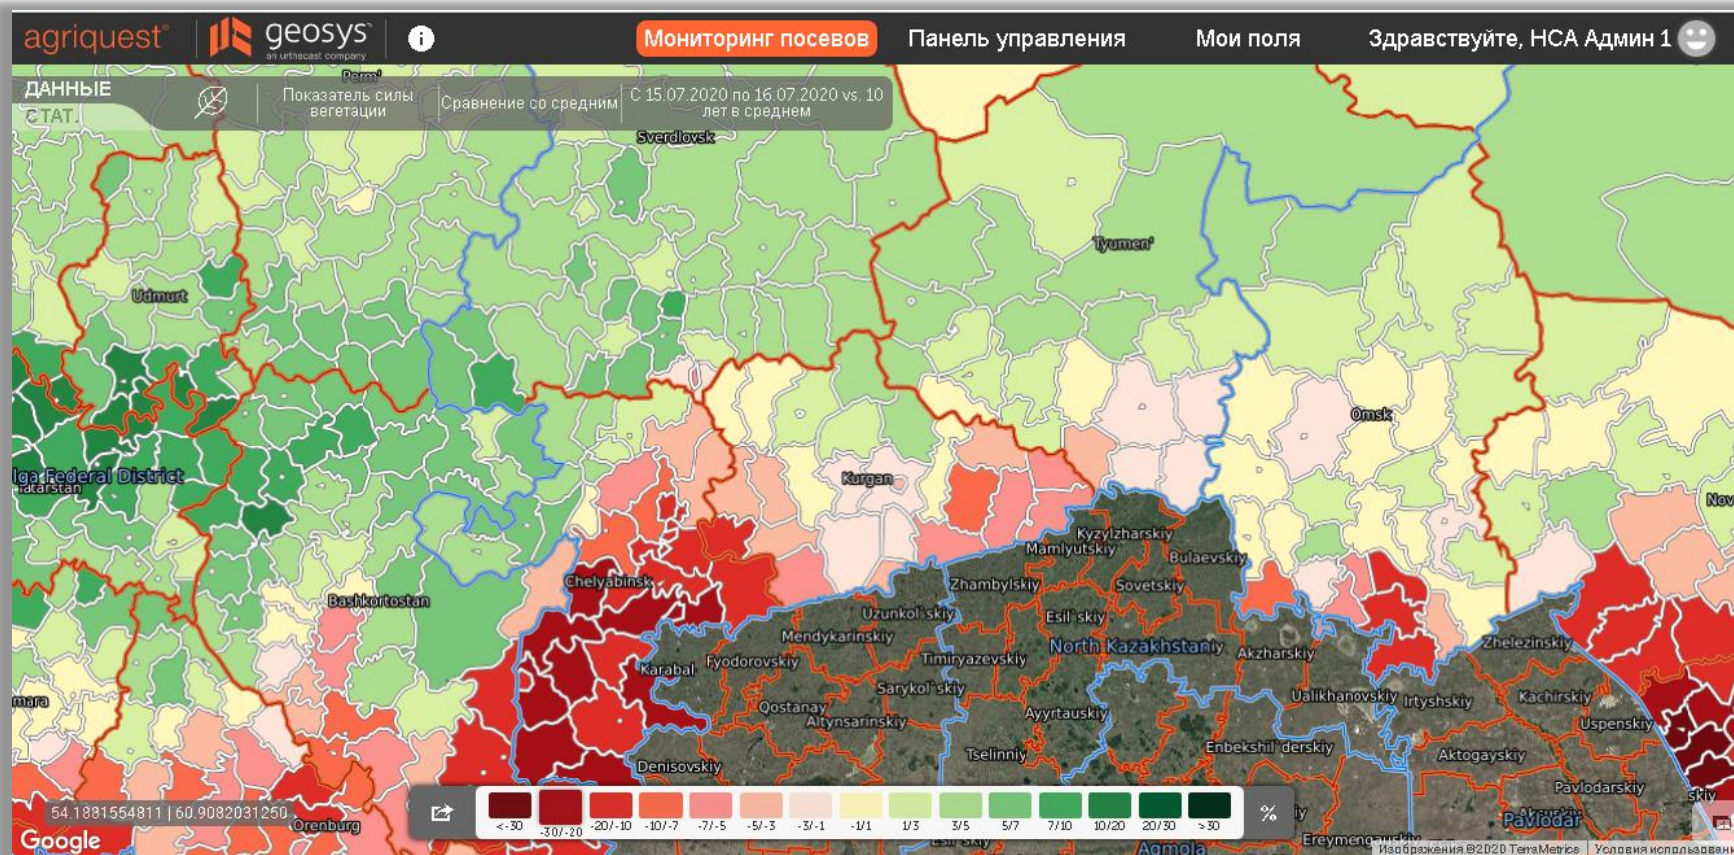 agriquest
geosys
an urthecast company
i
Мониторинг посевов
Панель управления
Мои поля
Здравствуйте, НСА Админ 1
ДАННЫЕ
СТАТ.
Показатель силы
вегетации
Сравнение со средним
С 15.07.2020 по 16.07.2020 vs. 10
лет в среднем
Perm'
Sverdlovsk
Tyumen'
Udmurt
Omsk
lga Federal District
Tatarstan
Kurgan
Nov
Kyzylzharskiy
Mamlyutskiy
Bulaevskiy
Chelyabinsk
Zhambylskiy
Sovetskiy
Bashkortostan
Uzunkol`skiy
Esil`skiy
Mendykarinskiy
North Kazakhstan
iy
Zhelezinskiy
Akzharskiy
Karabal
Fyodorovskiy
Timiryazevskiy
Sarykol`skiy
Ualikhanovskiy
Irtyshskiy
Kachirskiy
mara
Qostanay
Altynsarinskiy
Ayyrtauskiy
Uspenskiy
Enbekshil`derskiy
Tselinniy
Aktogayskiy
Denisovskiy
Pavlodarskiy
skiy
54.1881554811 | 60.9082031250
Orenburg
<-30
-30/-20
-20/-10
-10/-7
-7/-5
-5/-3
-3/-1
-1/1
1/3
3/5
5/7
7/10
10/20
20/30
>30
%
iy
Pavlodar
Google
Agmola
Изображения ©2020 TerraMetrics
Условия использован